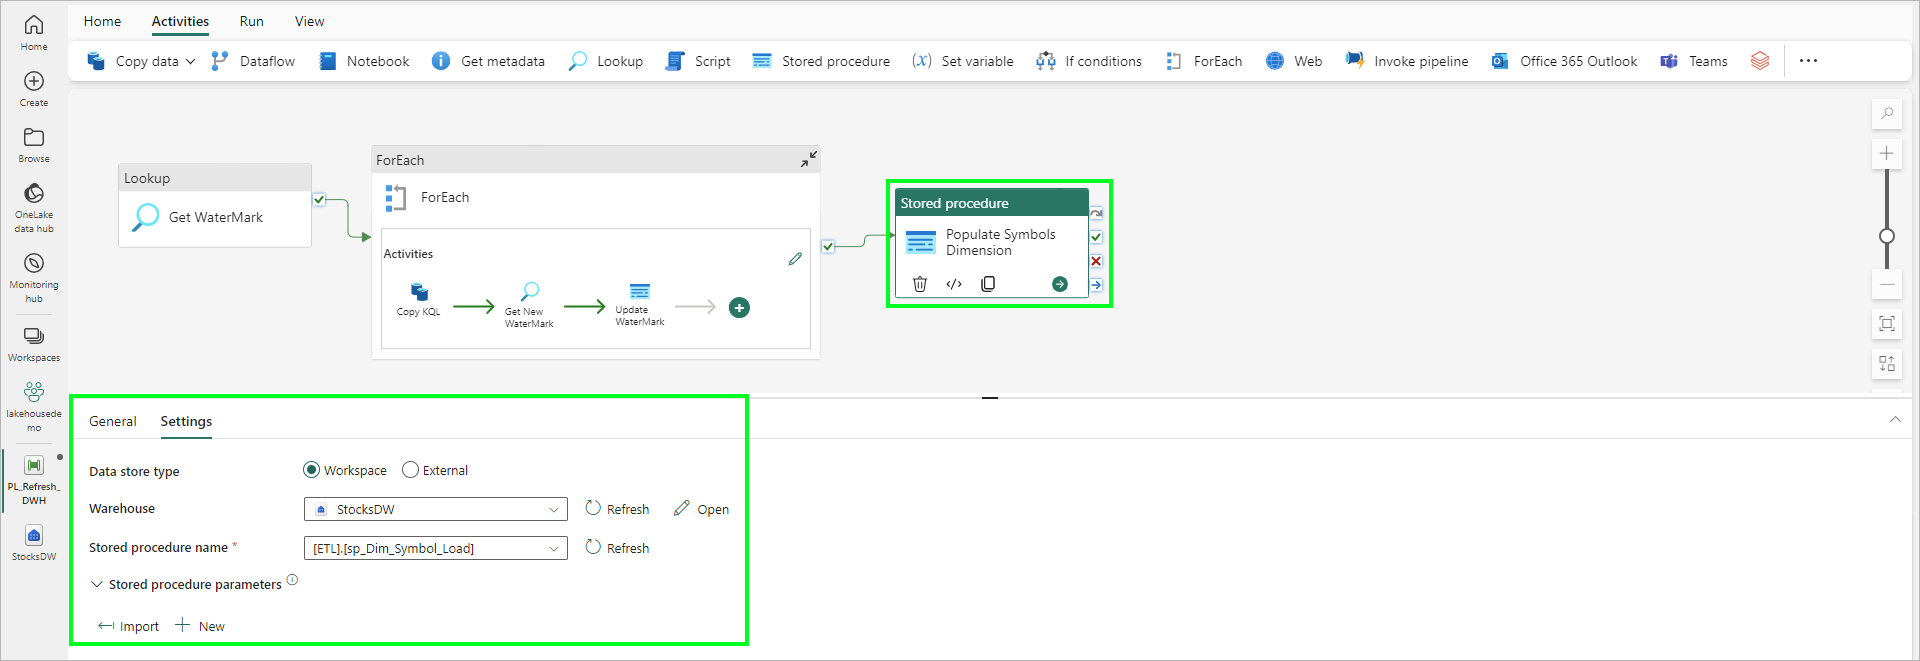 Home
Activities
Run
View
Copy data
Dataflow
Notebook
Get metadata
Lookup
Script
Stored procedure
(x) Set variable
If conditions
ForEach
Web
Invoke pipeline
Office 365 Outlook
Teams
Home
Create
Browse
OneLake
data hub
Monitoring
hub
Workspaces
lakehousede
mo
PL_Refresh_
DWH
StocksDW
Lookup
Get WaterMark
ForEach
ForEach
Activities
Copy KQL
Get New
WaterMark
Update
WaterMark
Stored procedure
Populate Symbols
Dimension
General
Settings
Data store type
Workspace
External
Warehouse
StocksDW
Refresh
Open
Stored procedure name *
[ETL].[sp_Dim_Symbol_Load]
Refresh
Stored procedure parameters
Import
New